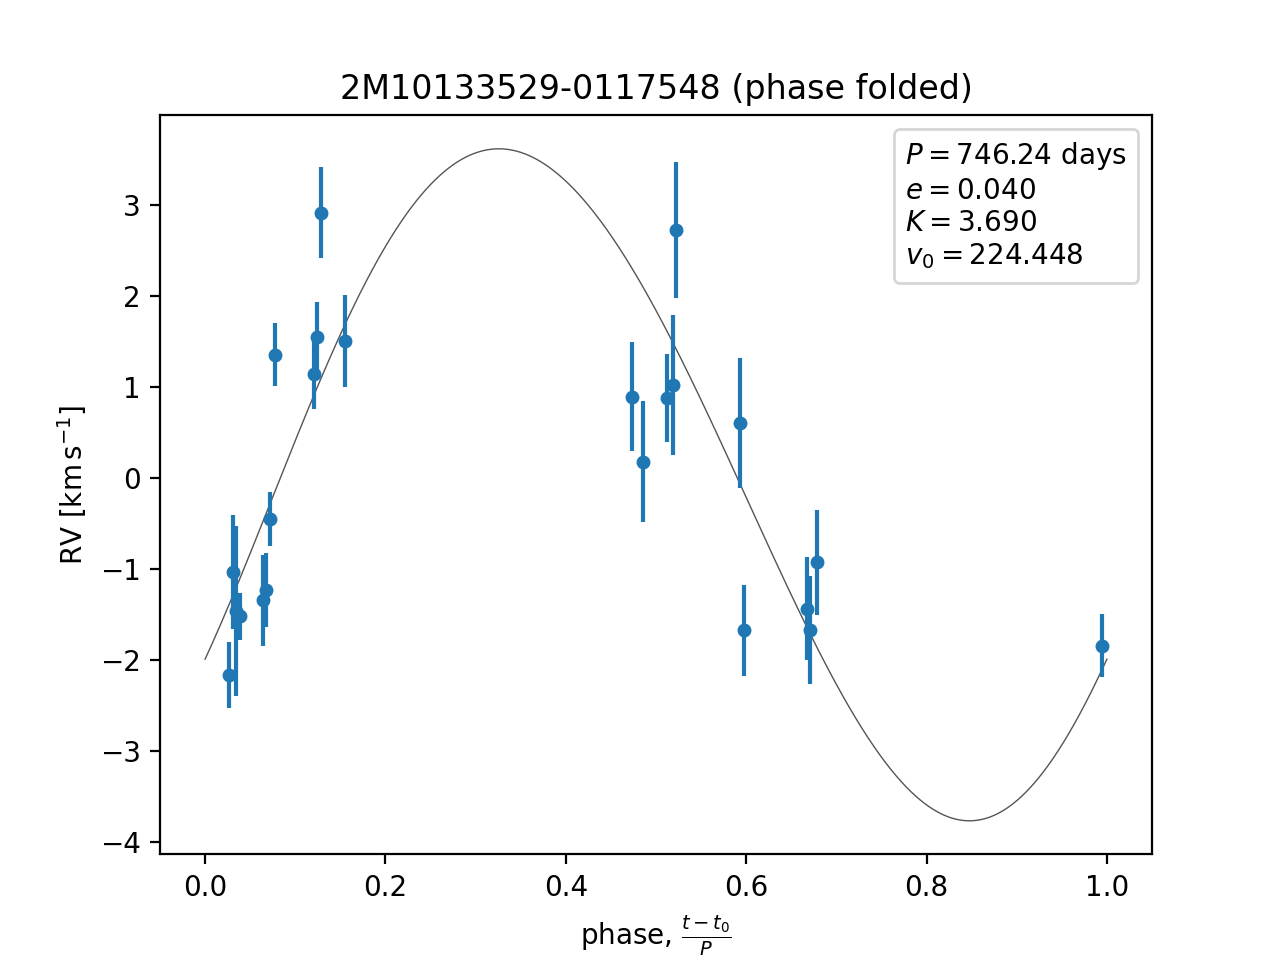 2M10133529-0117548 (phase folded)
P = 746.24 days
e = 0.040
K = 3.690
v₀ = 224.448
RV [km s⁻¹]
3
2
1
0
−1
−2
−3
−4
0.0 0.2 0.4 0.6 0.8 1.0
phase, (t − t₀)/P